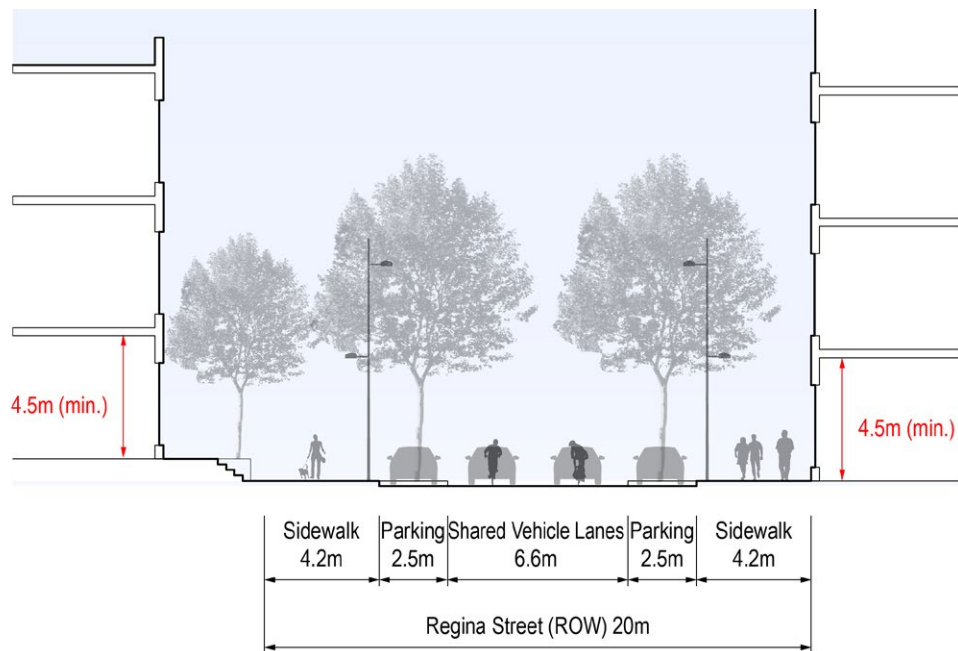 4.5m (min.)
4.5m (min.)
Sidewalk
4.2m
Parking
2.5m
Shared Vehicle Lanes
6.6m
Parking
2.5m
Sidewalk
4.2m
Regina Street (ROW) 20m